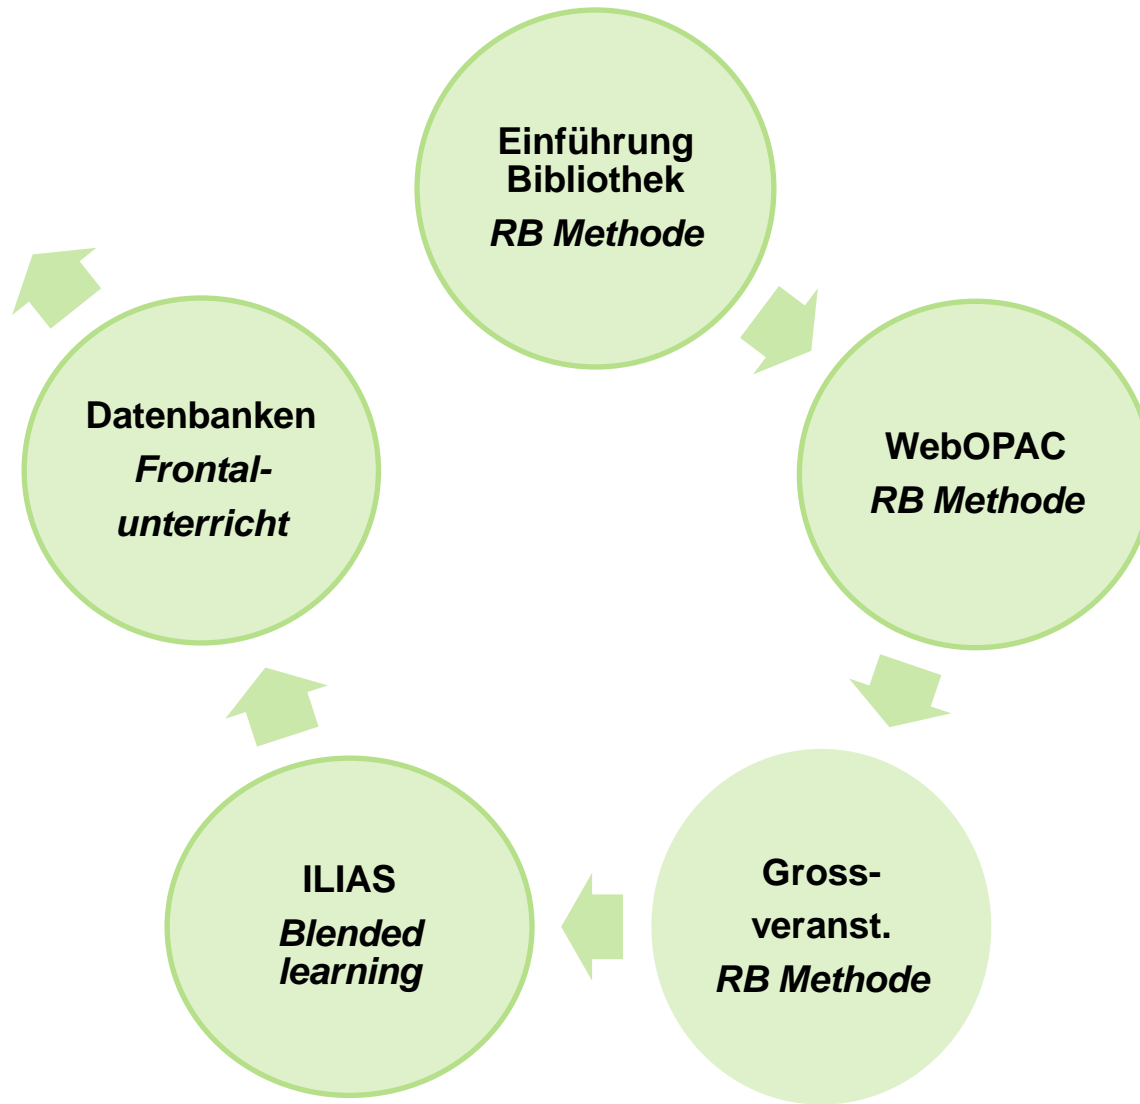 Einführung
Bibliothek
RB Methode
WebOPAC
RB Methode
Gross-
veranst.
RB Methode
ILIAS
Blended
learning
Datenbanken
Frontal-
unterricht